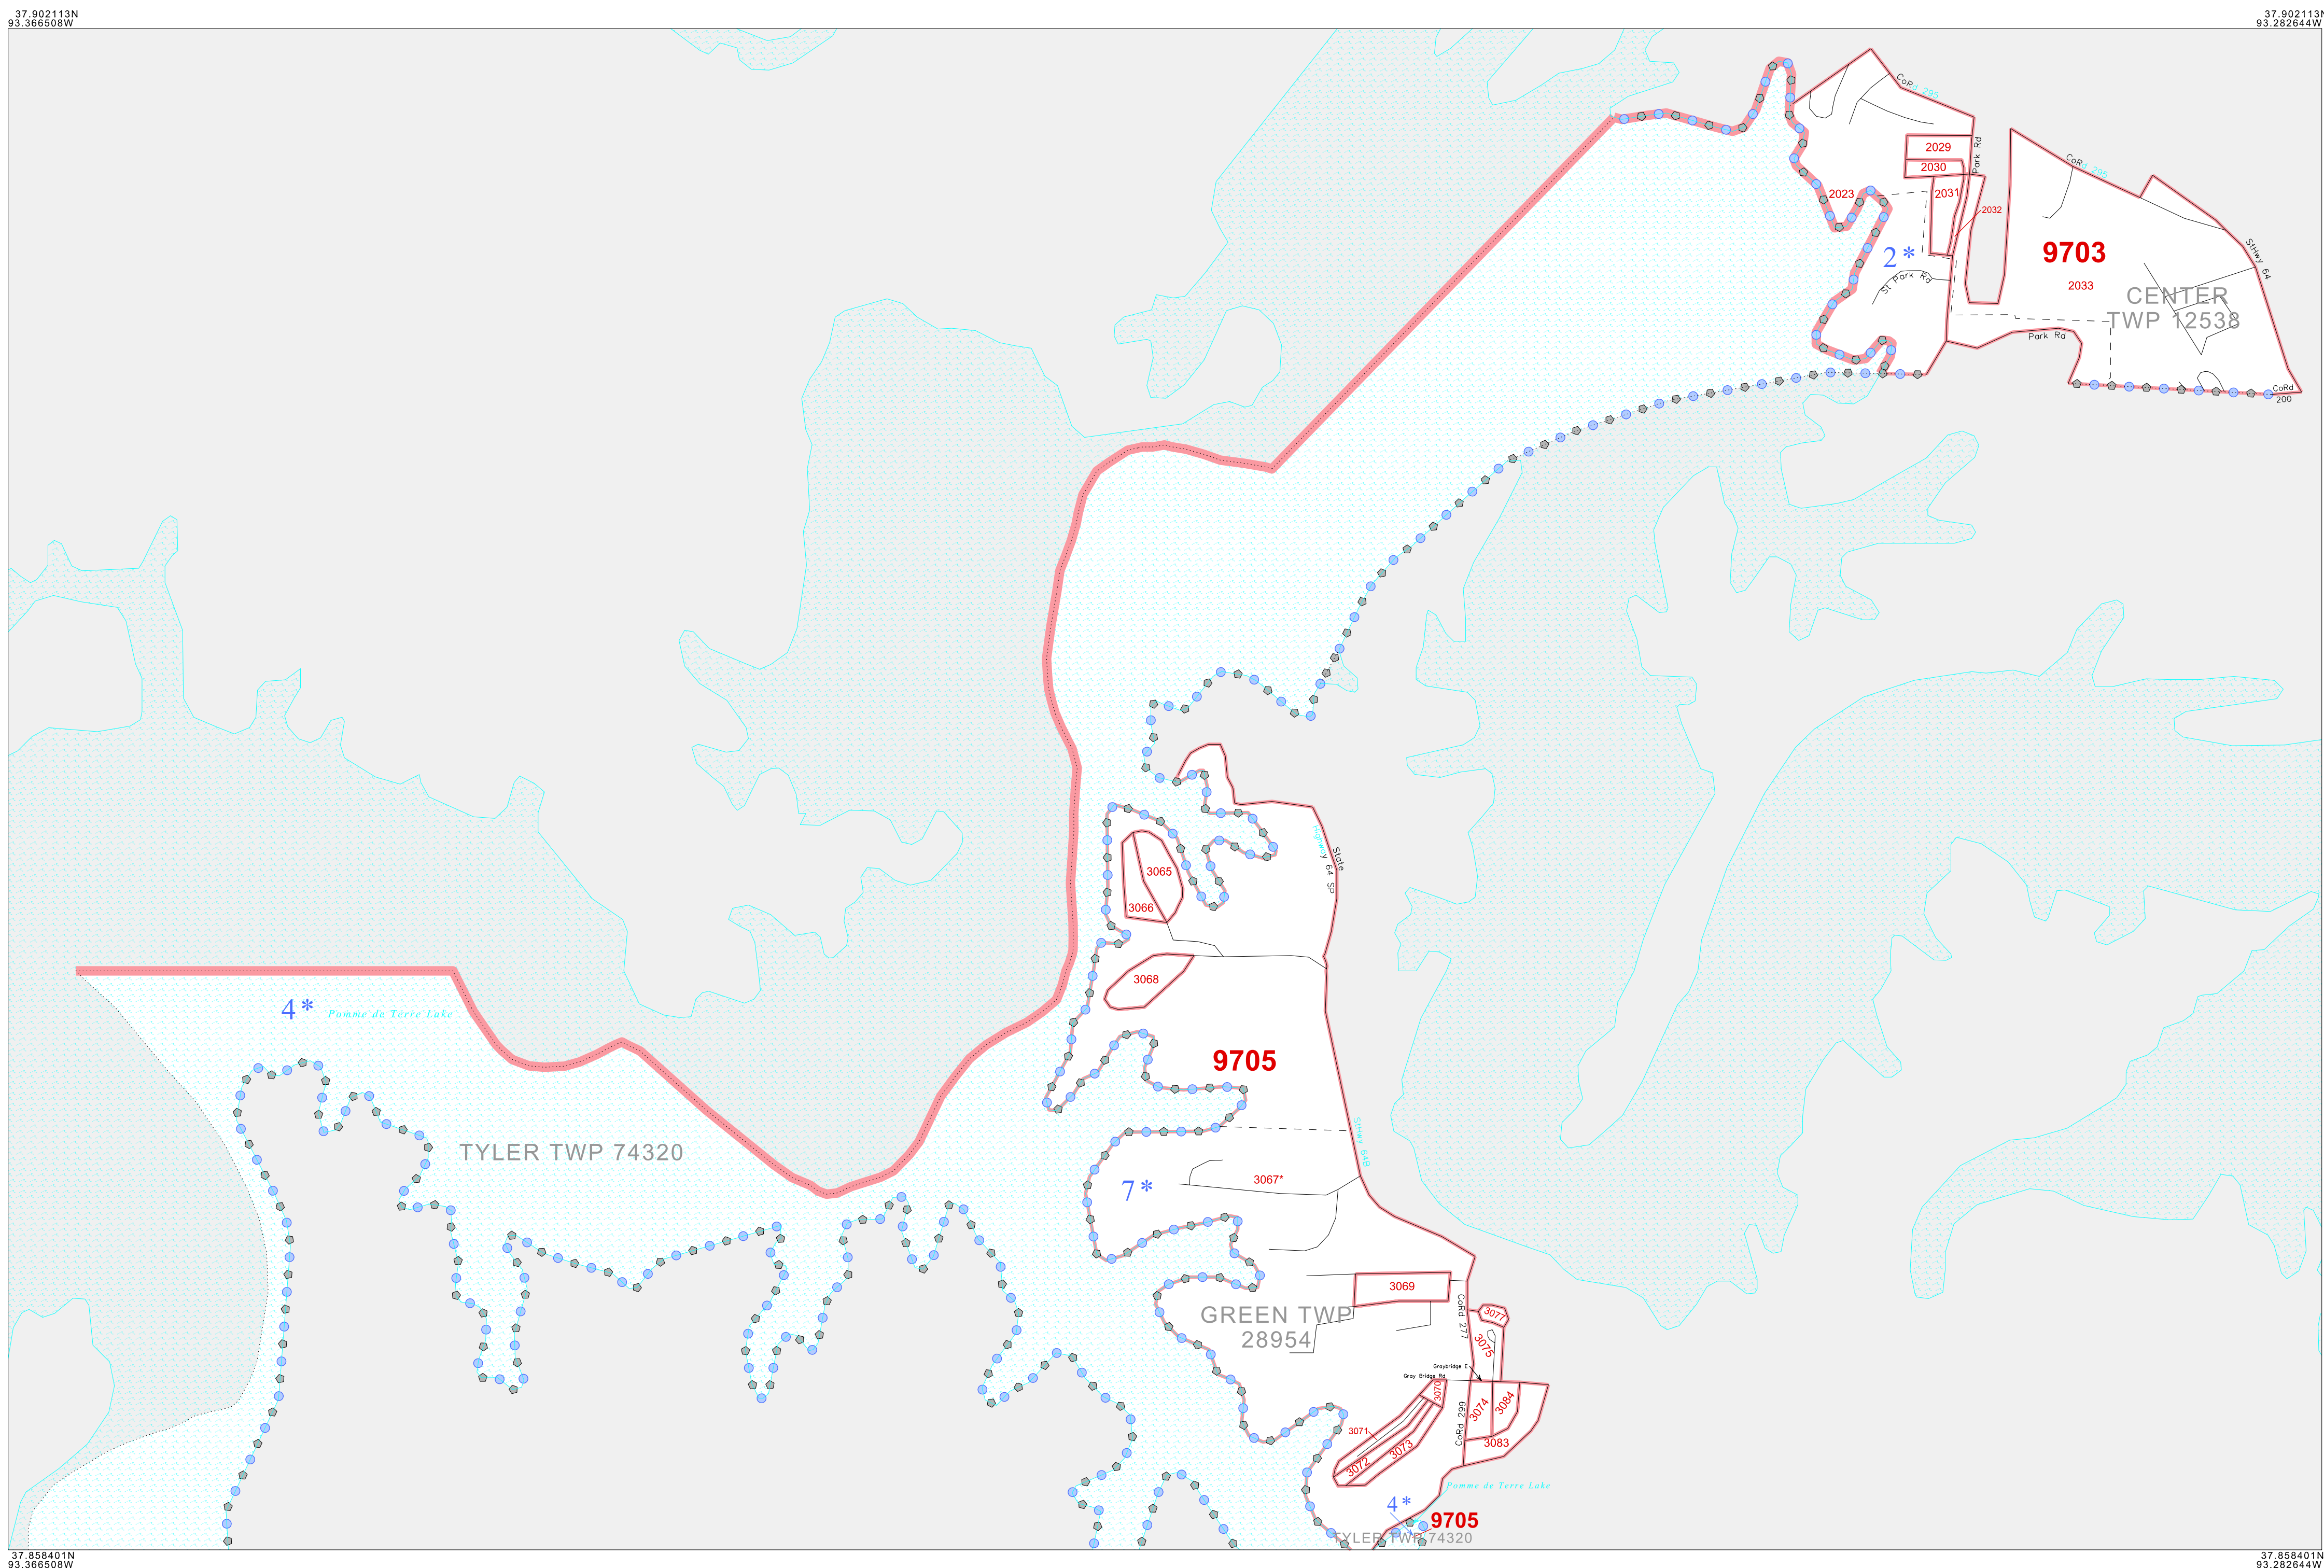 37.902113N
93.366508W
37.902113N
93.282644W
CoRd 295
Park Rd
2029
2030
2023
2031
2032
2*
St Park Rd
CoRd 295
StHwy 64
9703
2033
CENTER
TWP 12538
Park Rd
CoRd
200
State
Highway 64 SP
3065
3066
3068
9705
4*
Pomme de Terre Lake
TYLER TWP 74320
StHwy 64B
7*
3067*
3069
GREEN TWP
28954
CoRd 277
3077
3075
Graybridge E
Gray Bridge Rd
3070
3074
3084
3071
CoRd 299
3083
3073
3072
Pomme de Terre Lake
4*
9705
TYLER TWP 74320
37.858401N
93.366508W
37.858401N
93.282644W